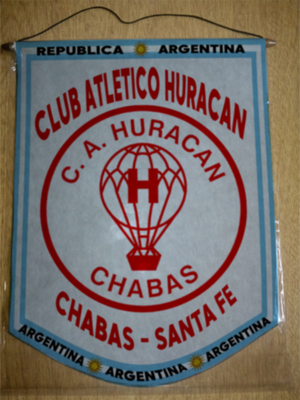 REPUBLICA ARGENTINA
CLUB ATLETICO HURACAN
C. A. HURACAN
H
CHABAS
CHABAS - SANTA FE
ARGENTINA ARGENTINA ARGENTINA